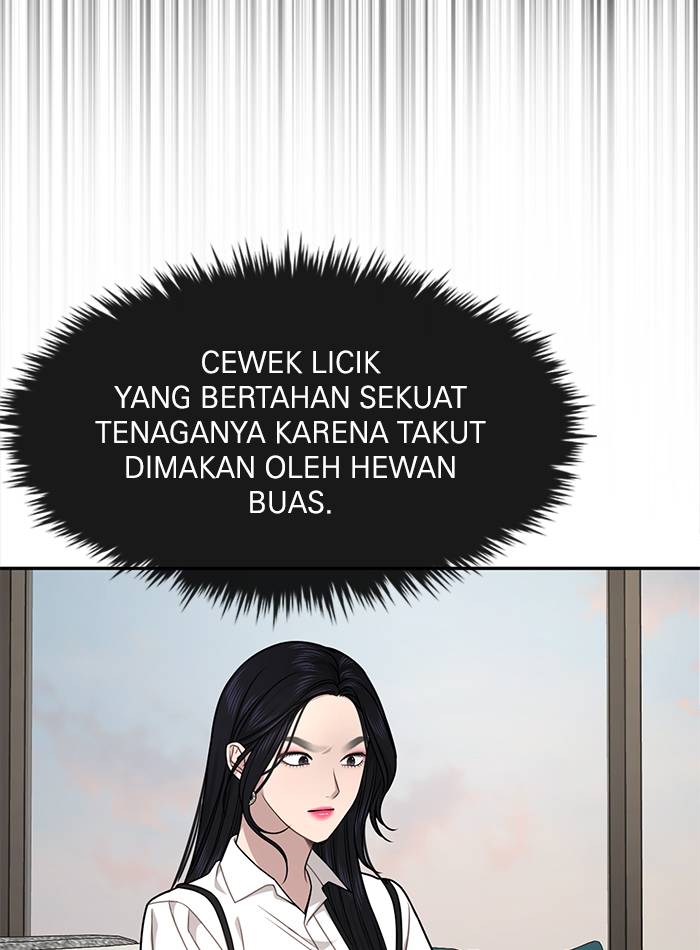 CEWEK LICIK
YANG BERTAHAN SEKUAT
TENAGANYA KARENA TAKUT
DIMAKAN OLEH HEWAN
BUAS.